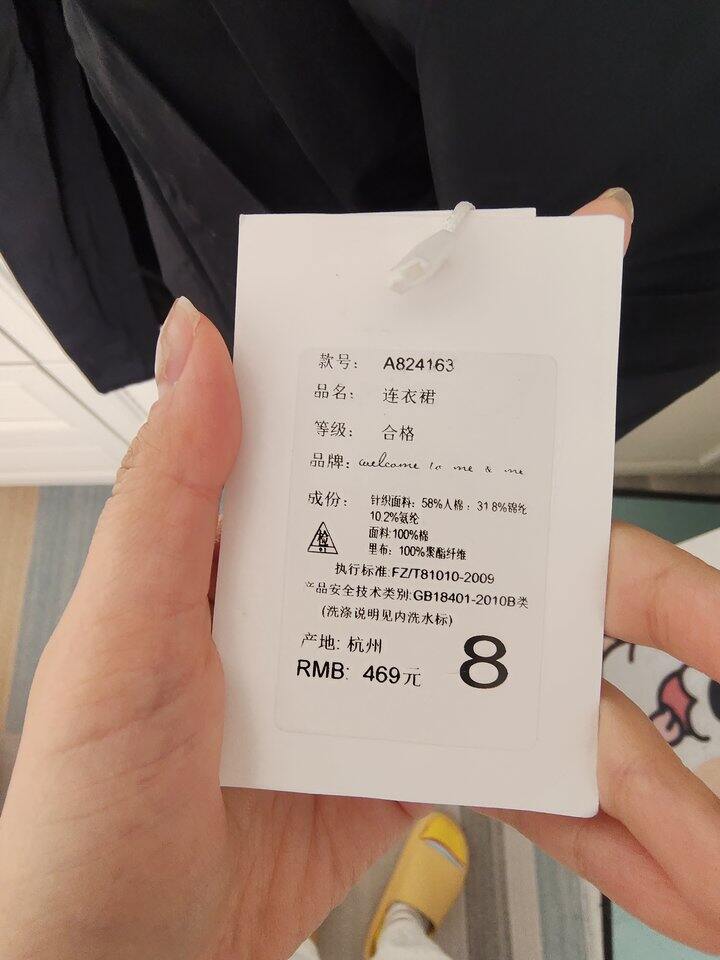 款号: A824163
品名: 连衣裙
等级: 合格
品牌: welcome to me & me
成份: 针织面料: 58%人棉; 31.8%锦纶
10.2%氨纶
面料:100%棉
里布: 100%聚酯纤维
检
01
执行标准:FZ/T81010-2009
产品安全技术类别:GB18401-2010B类
(洗涤说明见内洗水标)
产地: 杭州
RMB: 469元
8